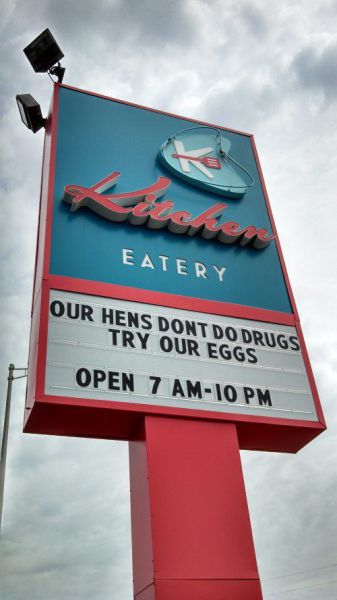 K
Kitchen
EATERY
OUR HENS DONT DO DRUGS
TRY OUR EGGS
OPEN 7 AM-10 PM